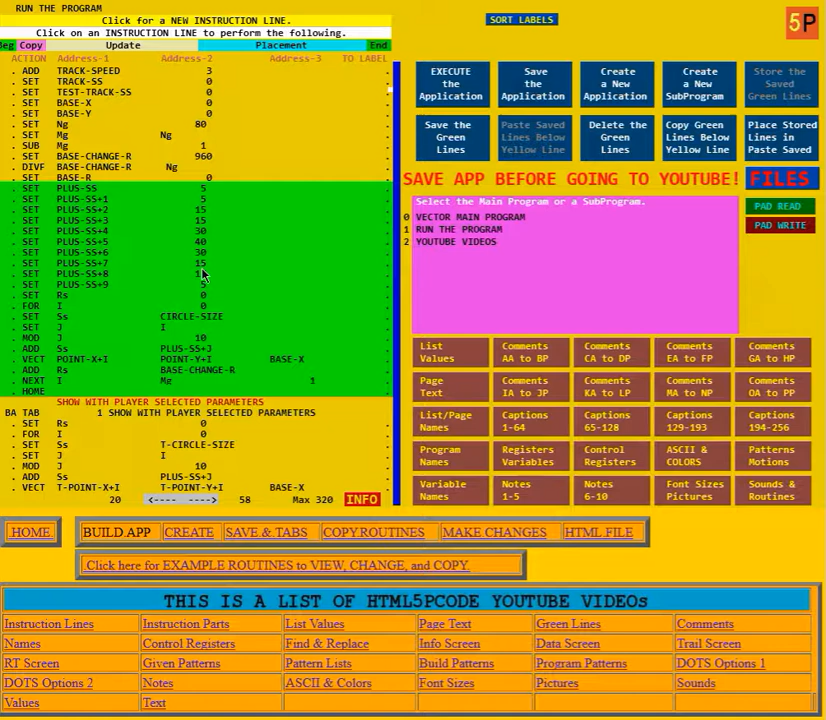 RUN THE PROGRAM
Click for a NEW INSTRUCTION LINE.
Click on an INSTRUCTION LINE to perform the following.
Beg Copy Update Placement End
ACTION Address-1 Address-2 Address-3 TO LABEL
. ADD TRACK-SPEED 3 .
. SET TRACK-SS 0 .
. SET TEST-TRACK-SS 0 .
. SET BASE-X 0 .
. SET BASE-Y 0 .
. SET Ng 80 .
. SET Mg Ng .
. SUB Mg 1 .
. SET BASE-CHANGE-R 960 .
. DIVF BASE-CHANGE-R Ng .
. SET BASE-R 0 .
. SET PLUS-SS 5 .
. SET PLUS-SS+1 5 .
. SET PLUS-SS+2 15 .
. SET PLUS-SS+3 15 .
. SET PLUS-SS+4 30 .
. SET PLUS-SS+5 40 .
. SET PLUS-SS+6 30 .
. SET PLUS-SS+7 15 .
. SET PLUS-SS+8 .
. SET PLUS-SS+9 5 .
. SET Rs 0 .
. FOR I 0 .
. SET Ss CIRCLE-SIZE .
. SET J I .
. MOD J 10 .
. ADD Ss PLUS-SS+J .
. VECT POINT-X+I POINT-Y+I BASE-X .
. ADD Rs BASE-CHANGE-R .
. NEXT I Mg 1 .
. HOME .
SHOW WITH PLAYER SELECTED PARAMETERS
BA TAB 1 SHOW WITH PLAYER SELECTED PARAMETERS
. SET Rs 0 .
. FOR I 0 .
. SET Ss T-CIRCLE-SIZE .
. SET J I .
. MOD J 10 .
. ADD Ss PLUS-SS+J .
. VECT T-POINT-X+I T-POINT-Y+I BASE-X .
20 <---- ----> 58 Max 320 INFO
SORT LABELS
5P
EXECUTE the Application
Save the Application
Create a New Application
Create a New SubProgram
Store the Saved Green Lines
Save the Green Lines
Paste Saved Lines Below Yellow Line
Delete the Green Lines
Copy Green Lines Below Yellow Line
Place Stored Lines in Paste Saved
SAVE APP BEFORE GOING TO YOUTUBE! FILES
Select the Main Program or a SubProgram.
0 VECTOR MAIN PROGRAM
1 RUN THE PROGRAM
2 YOUTUBE VIDEOS
PAD READ
PAD WRITE
List Values
Comments AA to BP
Comments CA to DP
Comments EA to FP
Comments GA to HP
Page Text
Comments IA to JP
Comments KA to LP
Comments MA to NP
Comments OA to PP
List/Page Names
Captions 1-64
Captions 65-128
Captions 129-193
Captions 194-256
Program Names
Registers Variables
Control Registers
ASCII & COLORS
Patterns Motions
Variable Names
Notes 1-5
Notes 6-10
Font Sizes Pictures
Sounds & Routines
.HOME.
BUILD.APP .CREATE. SAVE.&.TABS .COPY.ROUTINES .MAKE.CHANGES .HTML.FILE
.Click here for EXAMPLE ROUTINES to VIEW, CHANGE, and COPY.
THIS IS A LIST OF HTML5PCODE YOUTUBE VIDEOs
Instruction Lines Instruction Parts List Values Page Text Green Lines Comments
Names Control Registers Find & Replace Info Screen Data Screen Trail Screen
RT Screen Given Patterns Pattern Lists Build Patterns Program Patterns DOTS Options 1
DOTS Options 2 Notes ASCII & Colors Font Sizes Pictures Sounds
Values Text